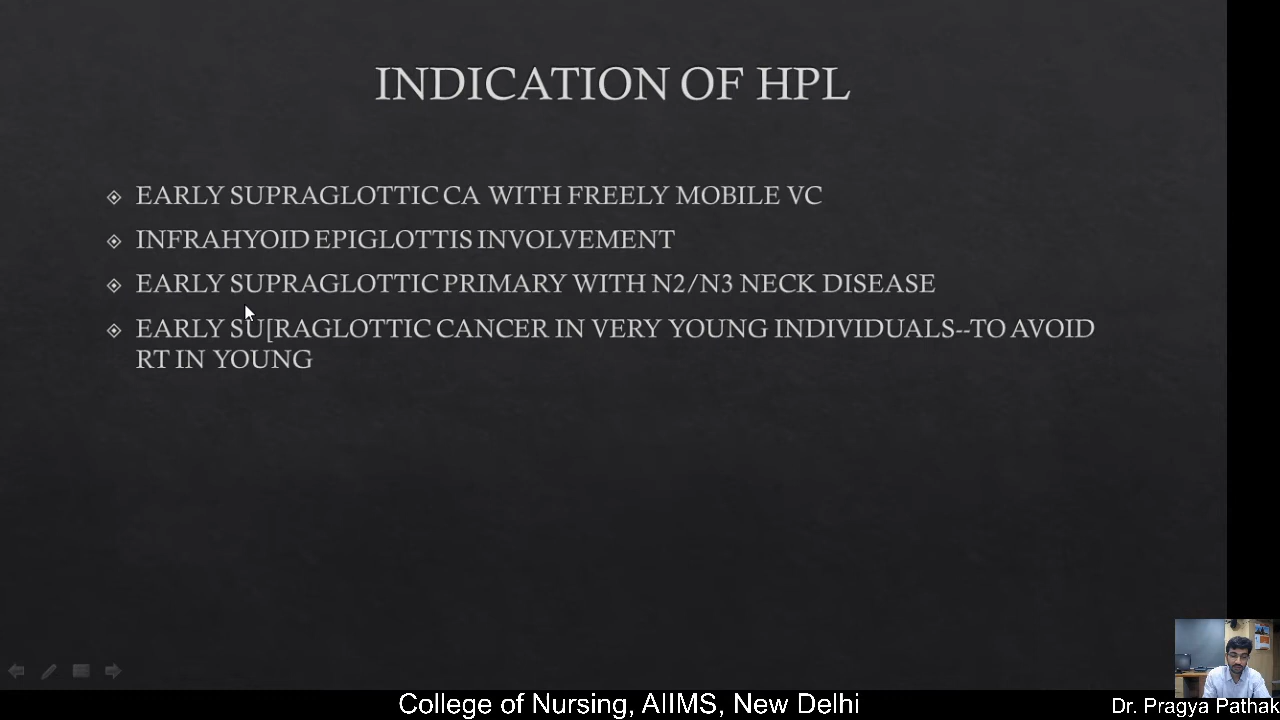 INDICATION OF HPL
EARLY SUPRAGLOTTIC CA WITH FREELY MOBILE VC
INFRAHYOID EPIGLOTTIS INVOLVEMENT
EARLY SUPRAGLOTTIC PRIMARY WITH N2/N3 NECK DISEASE
EARLY SU[RAGLOTTIC CANCER IN VERY YOUNG INDIVIDUALS--TO AVOID
RT IN YOUNG
College of Nursing, AIIMS, New Delhi
Dr. Pragya Pathak